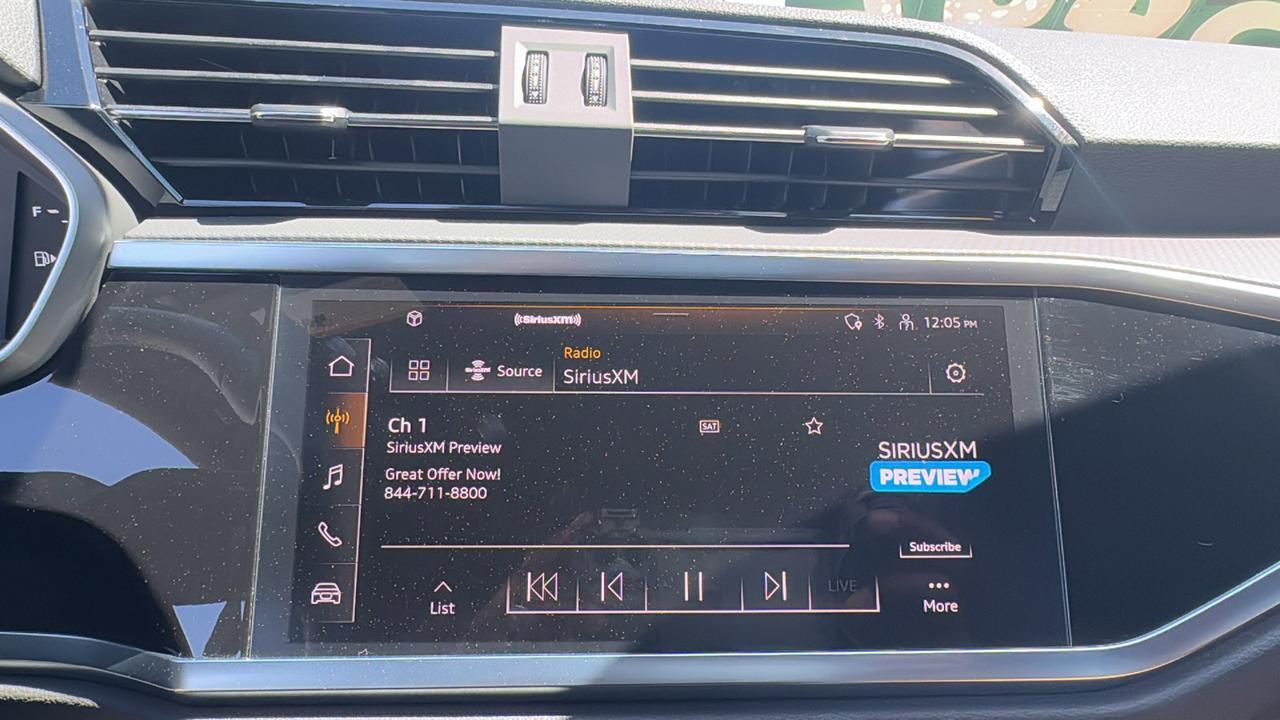 F
SiriusXM
12:05 PM
SiriusXM
Source
Radio
SiriusXM
Ch 1
SAT
SiriusXM Preview
Great Offer Now!
844-711-8800
SIRIUSXM
PREVIEW
Subscribe
List
LIVE
More